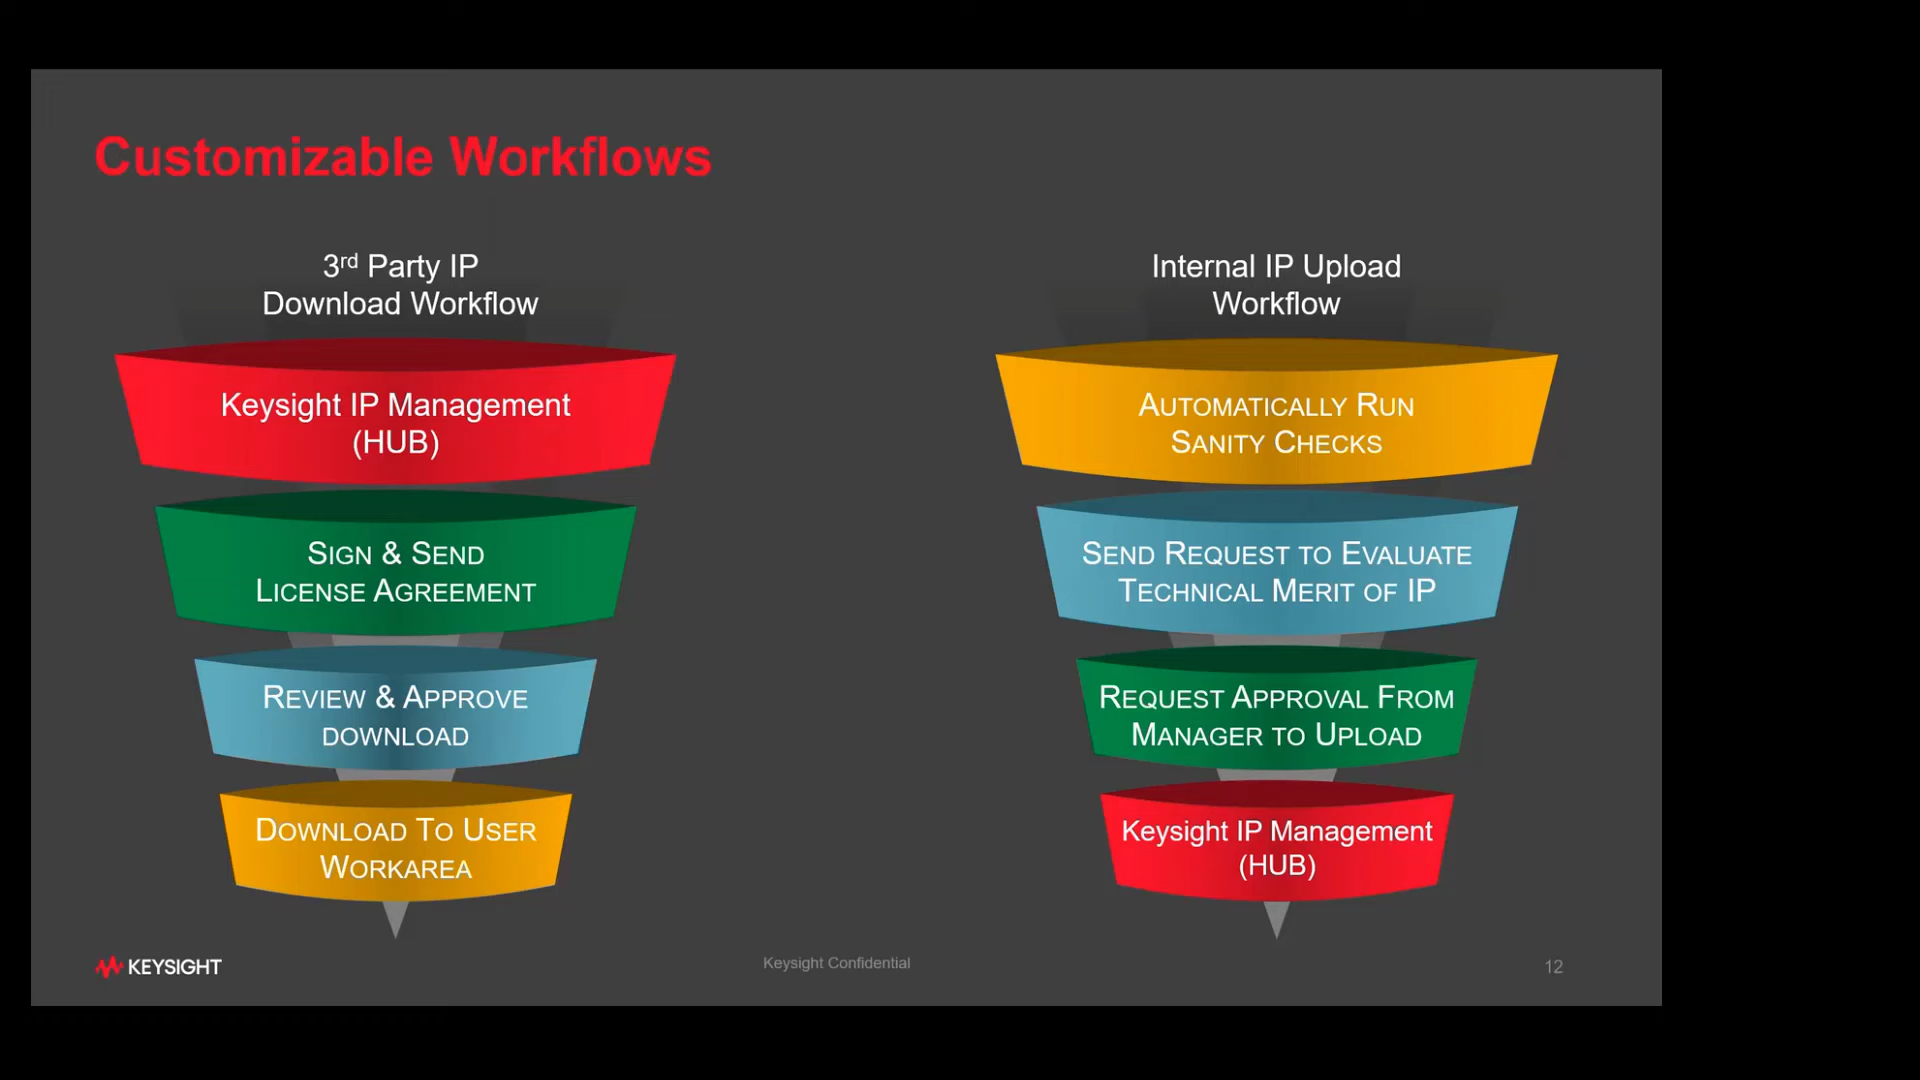 Customizable Workflows
3rd Party IP
Download Workflow
Keysight IP Management
(HUB)
SIGN & SEND
LICENSE AGREEMENT
REVIEW & APPROVE
DOWNLOAD
DOWNLOAD TO USER
WORKAREA
Internal IP Upload
Workflow
AUTOMATICALLY RUN
SANITY CHECKS
SEND REQUEST TO EVALUATE
TECHNICAL MERIT OF IP
REQUEST APPROVAL FROM
MANAGER TO UPLOAD
Keysight IP Management
(HUB)
KEYSIGHT
Keysight Confidential
12